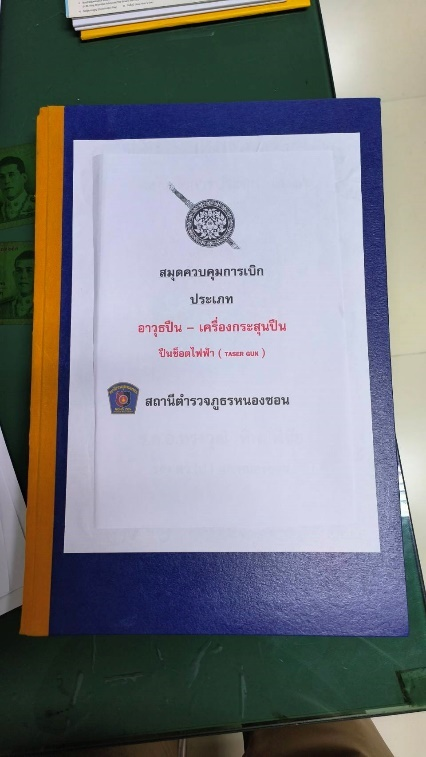 สมุดควบคุมการเบิก
ประเภท
อาวุธปืน – เครื่องกระสุนปืน
ปืนช็อตไฟฟ้า ( TASER GUN )
สถานีตำรวจภูธรหนองซอน